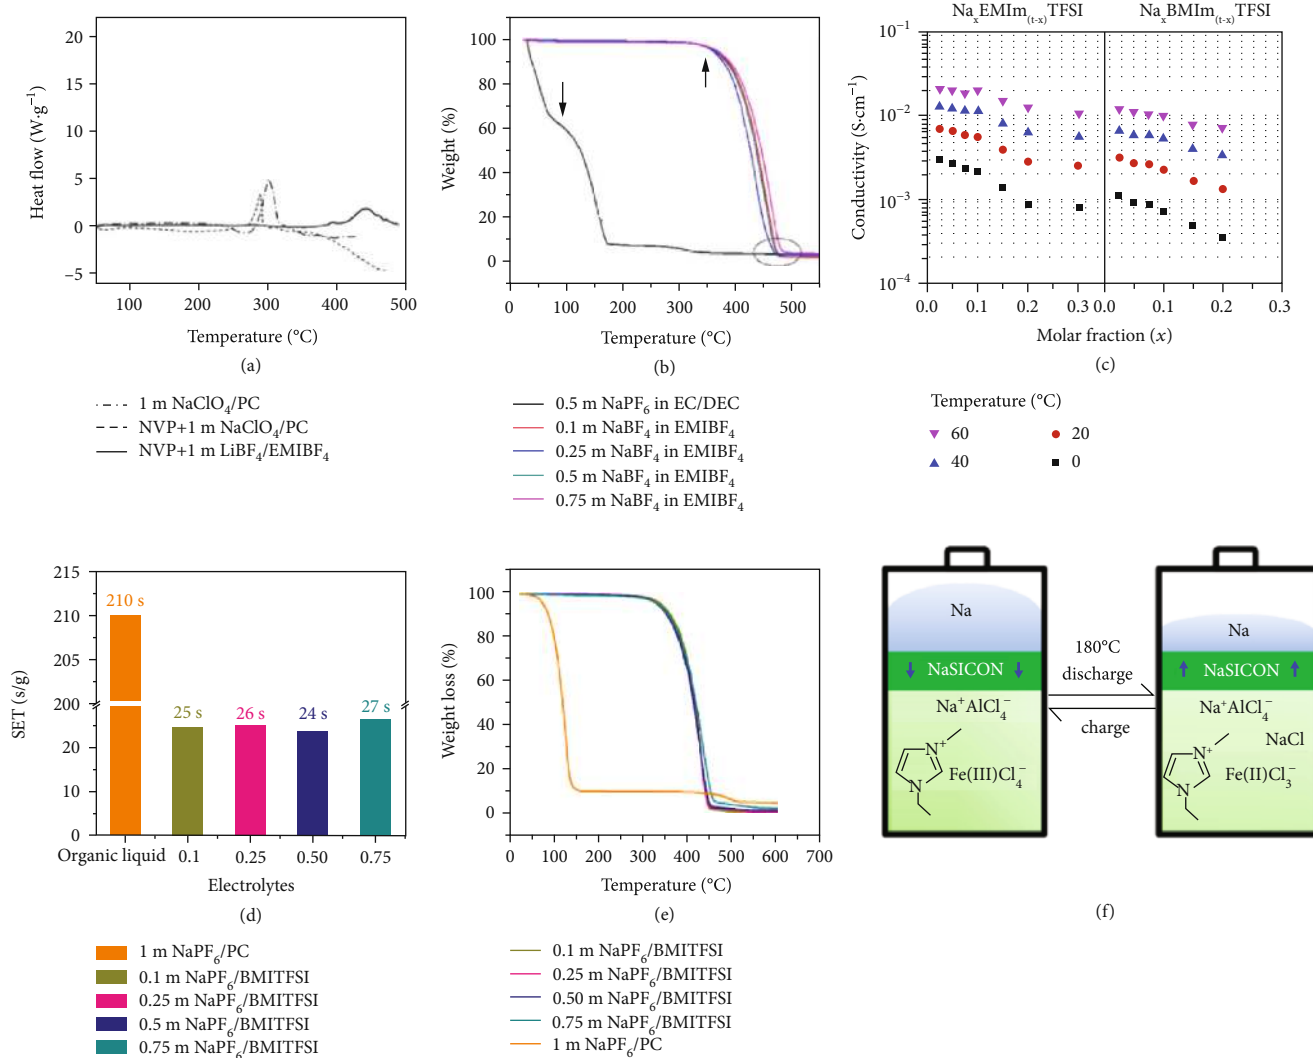 20
15
10
5
0
−5
Heat flow (W·g⁻¹)
100 200 300 400 500
Temperature (°C)
(a)
1 m NaClO₄/PC
NVP+1 m NaClO₄/PC
NVP+1 m LiBF₄/EMIBF₄
100
80
60
40
20
0
Weight (%)
0 100 200 300 400 500
Temperature (°C)
(b)
0.5 m NaPF₆ in EC/DEC
0.1 m NaBF₄ in EMIBF₄
0.25 m NaBF₄ in EMIBF₄
0.5 m NaBF₄ in EMIBF₄
0.75 m NaBF₄ in EMIBF₄
NaₓEMIm₍t-x₎TFSI NaₓBMIm₍t-x₎TFSI
10⁻¹
10⁻²
10⁻³
10⁻⁴
Conductivity (S·cm⁻¹)
0.0 0.1 0.2 0.3 0.0 0.1 0.2 0.3
Molar fraction (x)
(c)
Temperature (°C)
60 20
40 0
215
210
205
200
20
10
0
SET (s/g)
210 s
25 s
26 s
24 s
27 s
Organic liquid 0.1 0.25 0.50 0.75
Electrolytes
(d)
1 m NaPF₆/PC
0.1 m NaPF₆/BMITFSI
0.25 m NaPF₆/BMITFSI
0.5 m NaPF₆/BMITFSI
0.75 m NaPF₆/BMITFSI
100
80
60
40
20
0
Weight loss (%)
0 100 200 300 400 500 600 700
Temperature (°C)
(e)
0.1 m NaPF₆/BMITFSI
0.25 m NaPF₆/BMITFSI
0.50 m NaPF₆/BMITFSI
0.75 m NaPF₆/BMITFSI
1 m NaPF₆/PC
Na
NaSICON
Na⁺AlCl₄⁻
N⁺
N
Fe(III)Cl₄⁻
180°C
discharge
charge
Na
NaSICON
Na⁺AlCl₄⁻
NaCl
N⁺
N
Fe(II)Cl₃⁻
(f)